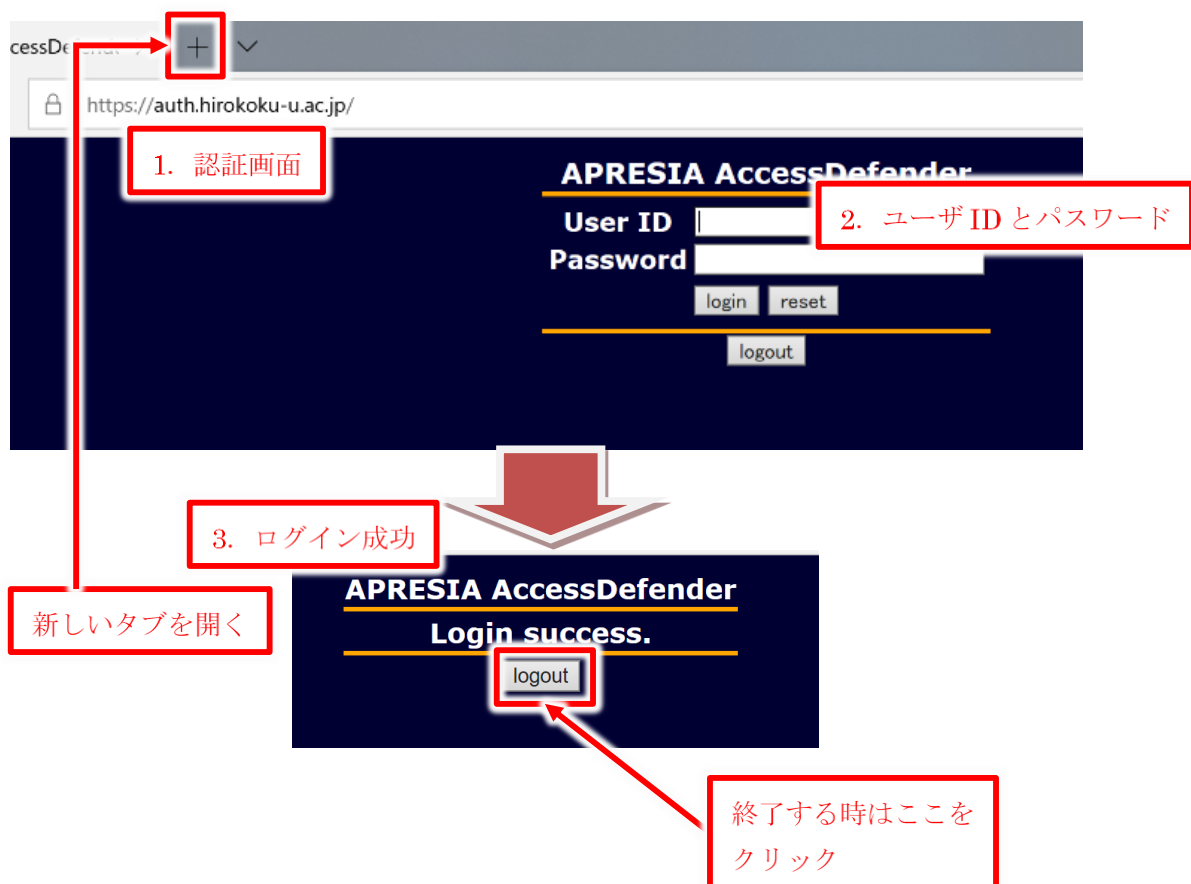 https://auth.hirokoku-u.ac.jp/
1. 認証画面
APRESIA AccessDefender
User ID
2. ユーザ ID とパスワード
Password
login reset
logout
3. ログイン成功
新しいタブを開く
APRESIA AccessDefender
Login success.
logout
終了する時はここを
クリック